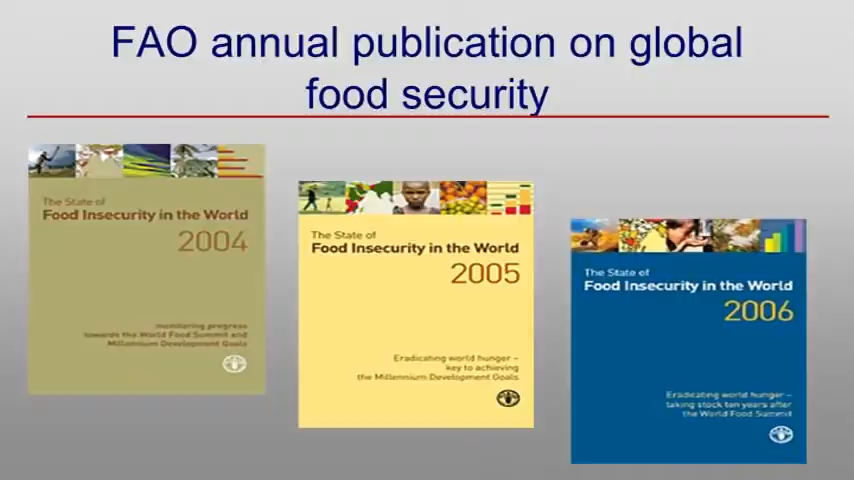 FAO annual publication on global
food security
The State of
Food Insecurity in the World
2004
monitoring progress
towards the World Food Summit and
Millennium Development Goals
The State of
Food Insecurity in the World
2005
Eradicating world hunger –
key to achieving
the Millennium Development Goals
The State of
Food Insecurity in the World
2006
Eradicating world hunger –
taking stock ten years after
the World Food Summit